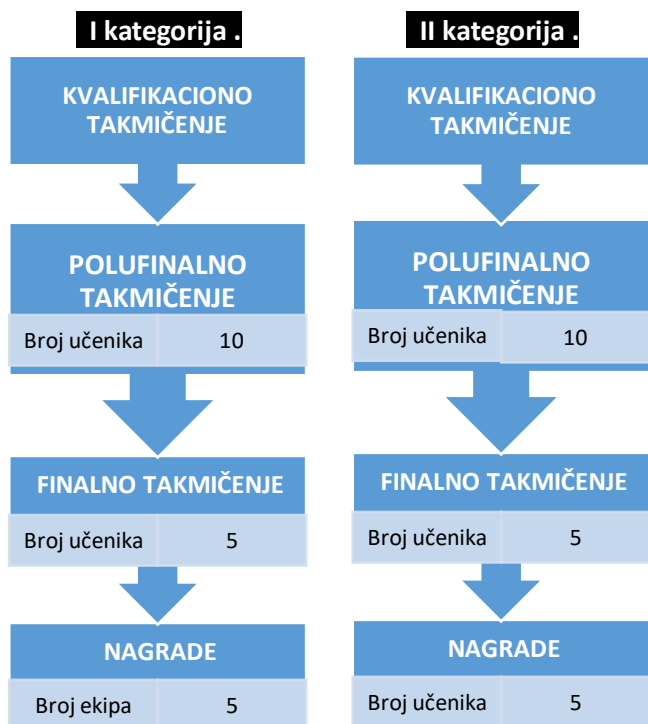 I kategorija .
KVALIFIKACIONO
TAKMIČENJE
POLUFINALNO
TAKMIČENJE
Broj učenika 10
FINALNO TAKMIČENJE
Broj učenika 5
NAGRADE
Broj ekipa 5
II kategorija .
KVALIFIKACIONO
TAKMIČENJE
POLUFINALNO
TAKMIČENJE
Broj učenika 10
FINALNO TAKMIČENJE
Broj učenika 5
NAGRADE
Broj učenika 5